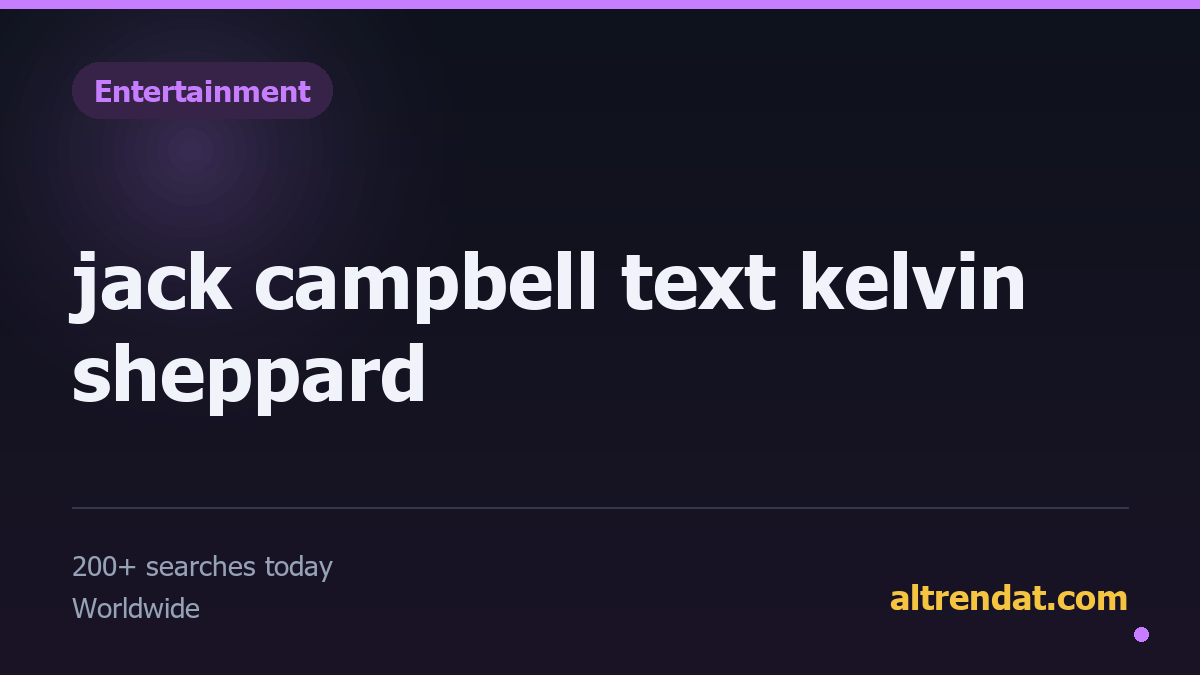 Entertainment
jack campbell text kelvin
sheppard
200+ searches today
Worldwide
altrendat.com